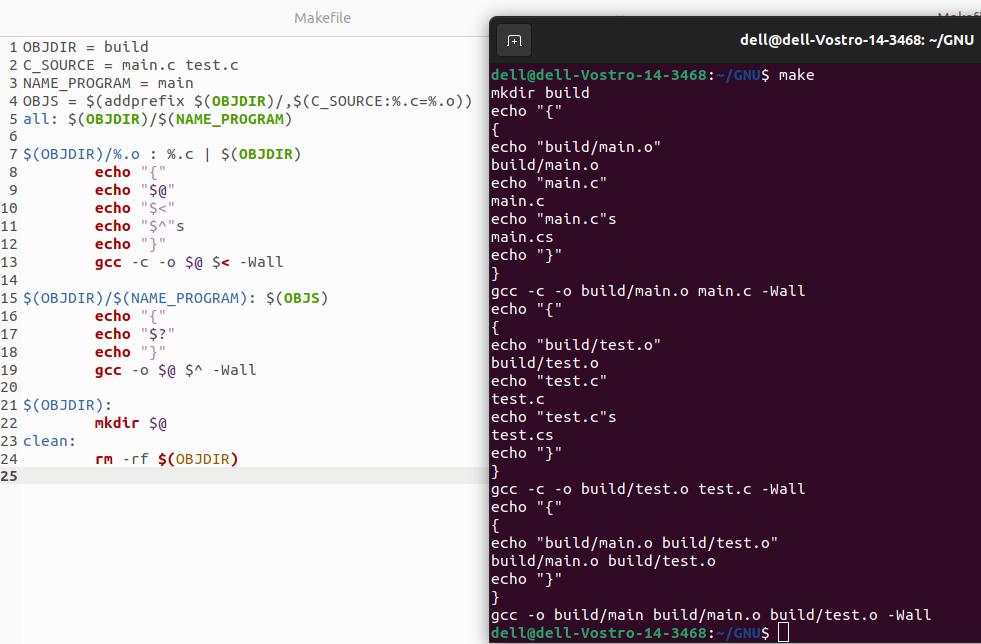 Makefile
1 OBJDIR = build
2 C_SOURCE = main.c test.c
3 NAME_PROGRAM = main
4 OBJS = $(addprefix $(OBJDIR)/,$(C_SOURCE:%.c=%.o))
5 all: $(OBJDIR)/$(NAME_PROGRAM)
6
7 $(OBJDIR)/%.o : %.c | $(OBJDIR)
8 echo "{"
9 echo "$@"
10 echo "$<"
11 echo "$^"s
12 echo "}"
13 gcc -c -o $@ $< -Wall
14
15 $(OBJDIR)/$(NAME_PROGRAM): $(OBJS)
16 echo "{"
17 echo "$?"
18 echo "}"
19 gcc -o $@ $^ -Wall
20
21 $(OBJDIR):
22 mkdir $@
23 clean:
24 rm -rf $(OBJDIR)
25
dell@dell-Vostro-14-3468: ~/GNU
dell@dell-Vostro-14-3468:~/GNU$ make
mkdir build
echo "{"
{
echo "build/main.o"
build/main.o
echo "main.c"
main.c
echo "main.c"s
main.cs
echo "}"
}
gcc -c -o build/main.o main.c -Wall
echo "{"
{
echo "build/test.o"
build/test.o
echo "test.c"
test.c
echo "test.c"s
test.cs
echo "}"
}
gcc -c -o build/test.o test.c -Wall
echo "{"
{
echo "build/main.o build/test.o"
build/main.o build/test.o
echo "}"
}
gcc -o build/main build/main.o build/test.o -Wall
dell@dell-Vostro-14-3468:~/GNU$